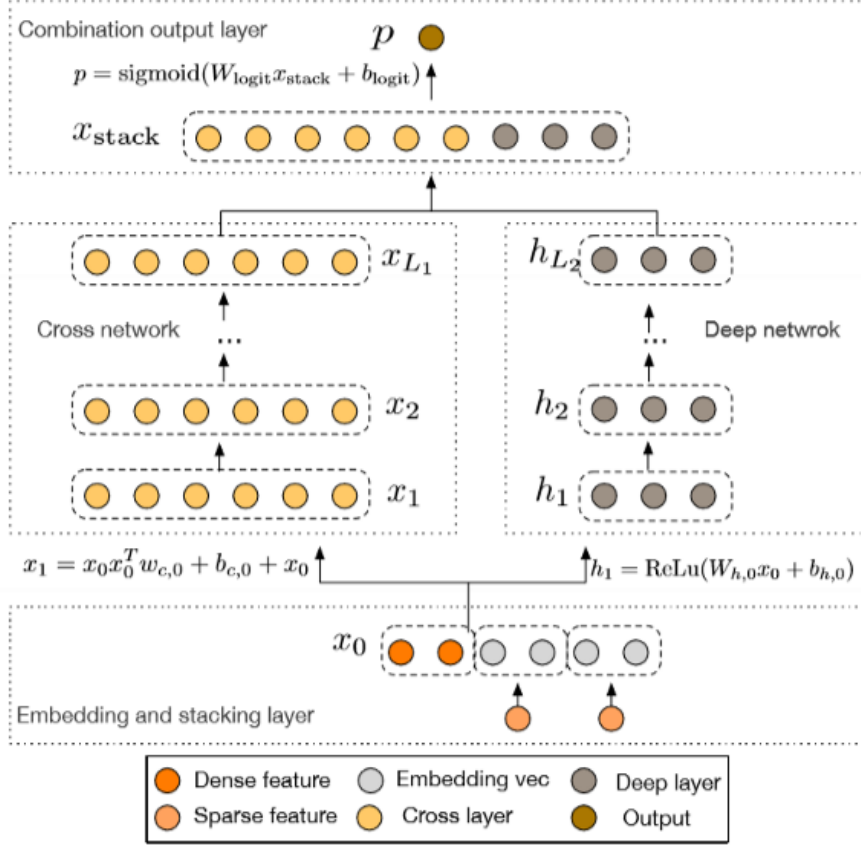 Combination output layer
p
p = sigmoid(W_logit x_stack + b_logit)
x_stack
x_{L_1}
h_{L_2}
Cross network
...
...
Deep netwrok
x_2
h_2
x_1
h_1
x_1 = x_0 x_0^T w_{c,0} + b_{c,0} + x_0
h_1 = ReLu(W_{h,0} x_0 + b_{h,0})
x_0
Embedding and stacking layer
Dense feature
Embedding vec
Deep layer
Sparse feature
Cross layer
Output